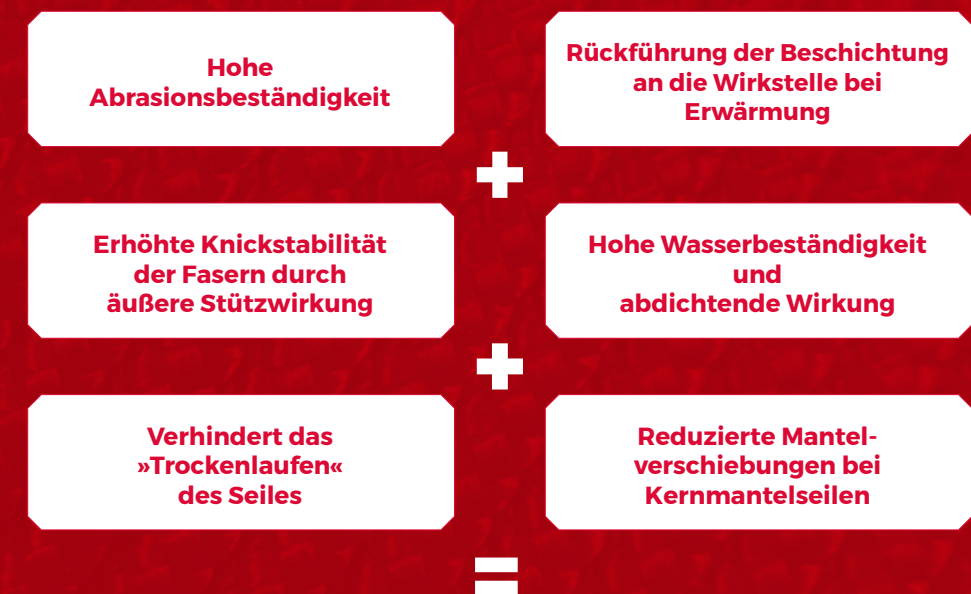 Hohe
Abrasionsbeständigkeit
Rückführung der Beschichtung
an die Wirkstelle bei
Erwärmung
+
Erhöhte Knickstabilität
der Fasern durch
äußere Stützwirkung
Hohe Wasserbeständigkeit
und
abdichtende Wirkung
+
Verhindert das
»Trockenlaufen«
des Seiles
Reduzierte Mantel-
verschiebungen bei
Kernmantelseilen
=